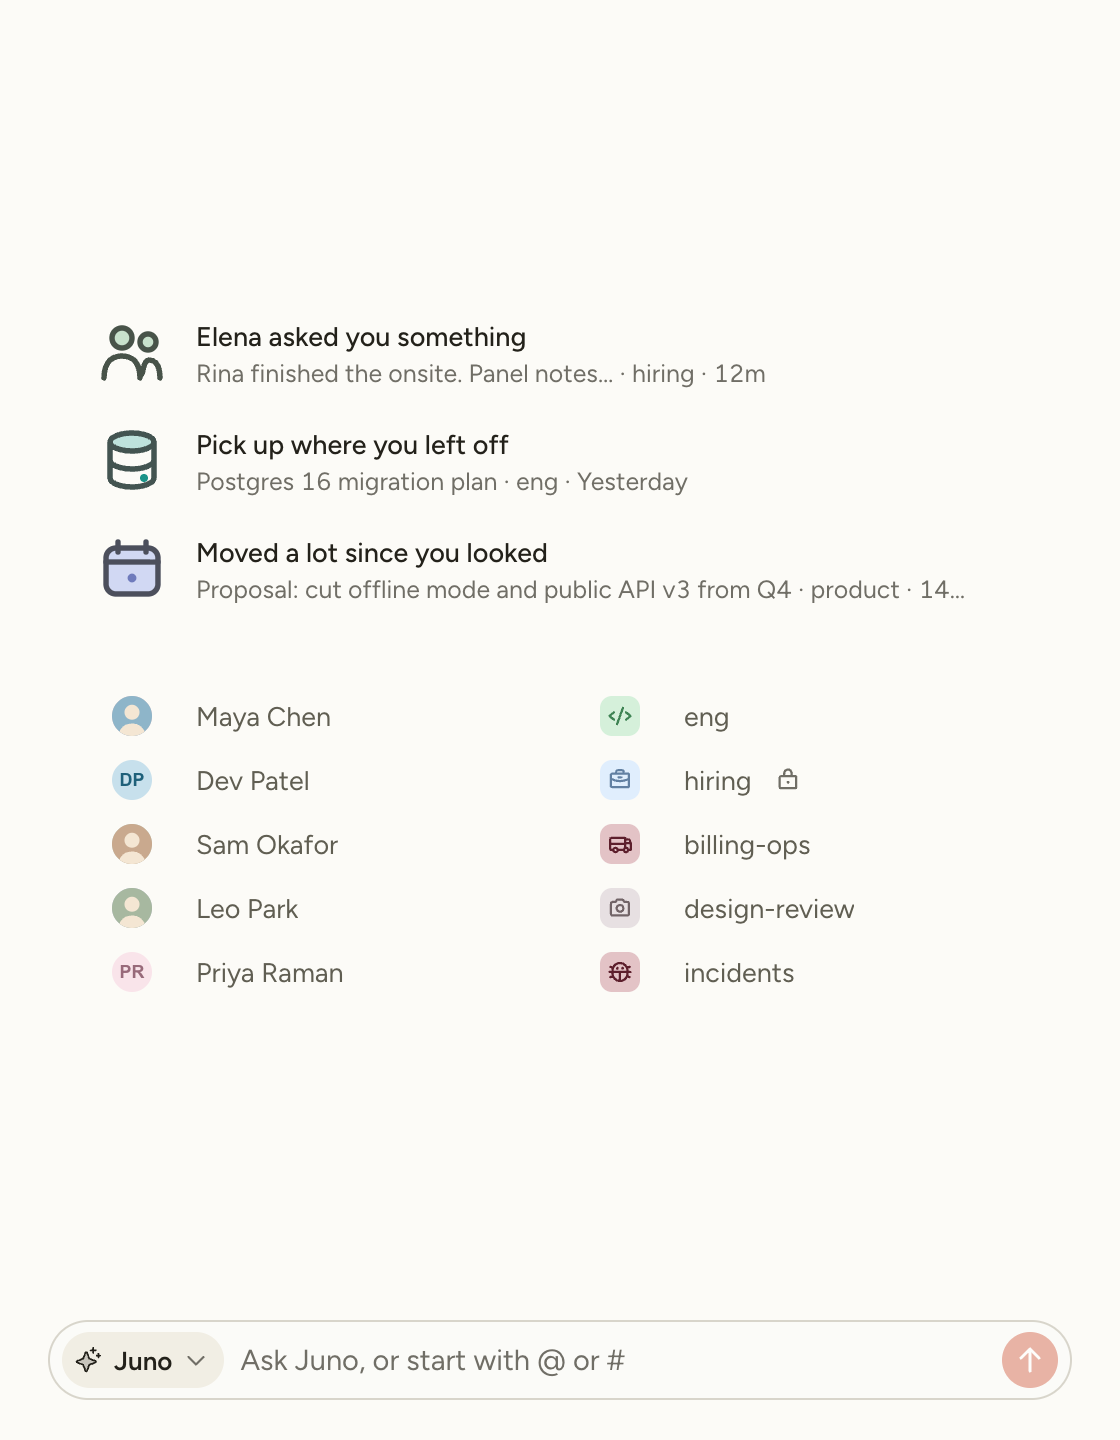 Elena asked you something
Rina finished the onsite. Panel notes... · hiring · 12m
Pick up where you left off
Postgres 16 migration plan · eng · Yesterday
Moved a lot since you looked
Proposal: cut offline mode and public API v3 from Q4 · product · 14...
Maya Chen
eng
DP Dev Patel
hiring
Sam Okafor
billing-ops
Leo Park
design-review
PR Priya Raman
incidents
Juno Ask Juno, or start with @ or #